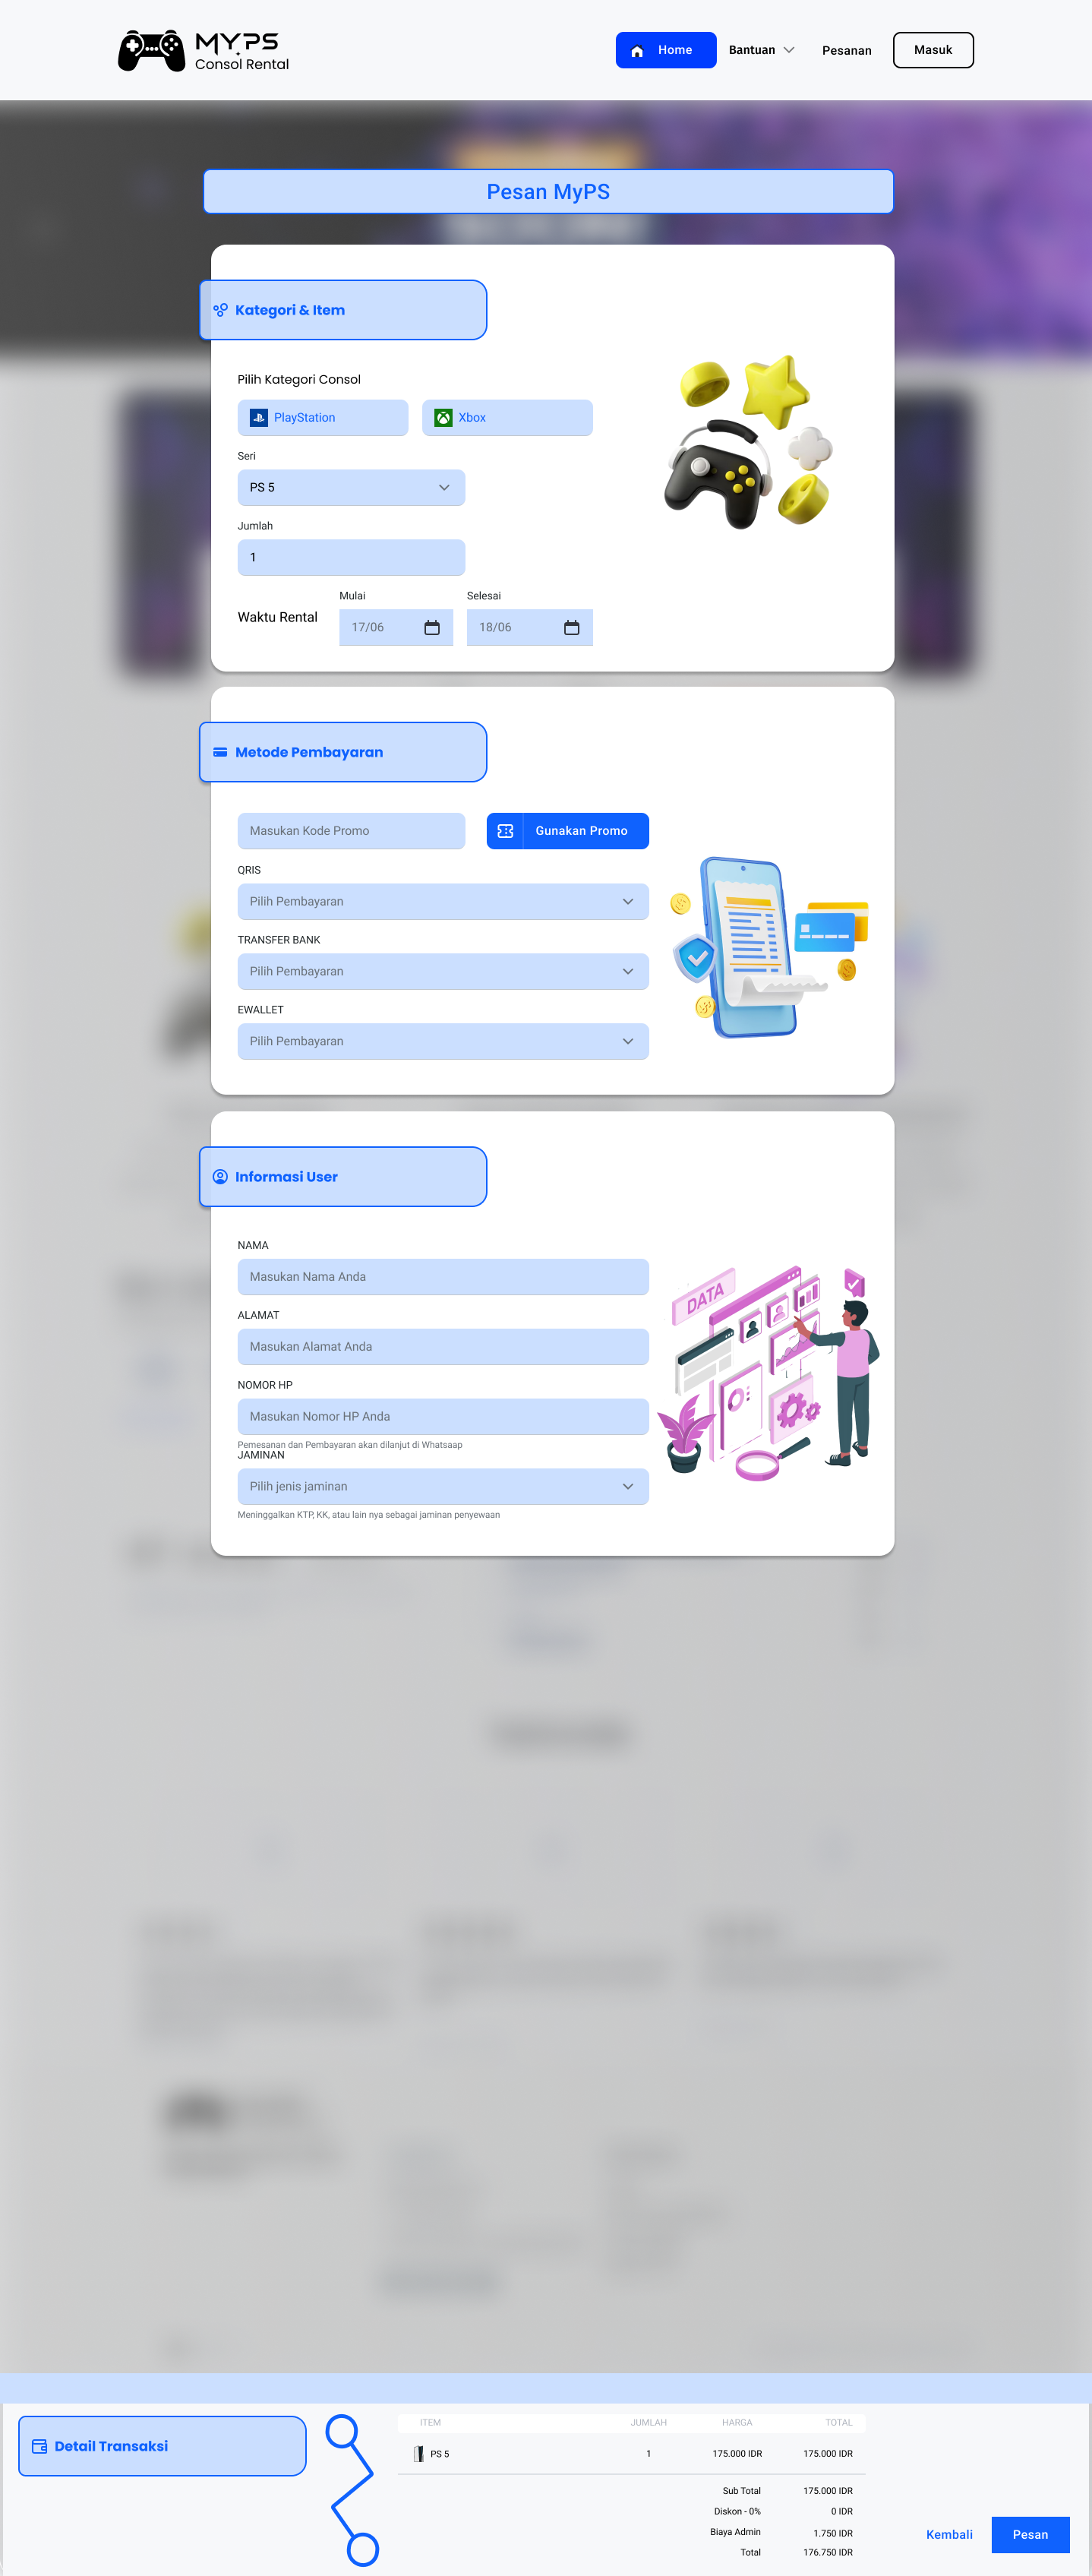 MYPS
Consol Rental
Home
Bantuan
Pesanan
Masuk
Pesan MyPS
Kategori & Item
Pilih Kategori Consol
PlayStation
Xbox
Seri
PS 5
Jumlah
1
Mulai
Selesai
Waktu Rental
17/06
18/06
Metode Pembayaran
Masukan Kode Promo
Gunakan Promo
QRIS
Pilih Pembayaran
TRANSFER BANK
Pilih Pembayaran
EWALLET
Pilih Pembayaran
Informasi User
NAMA
Masukan Nama Anda
DATA
ALAMAT
Masukan Alamat Anda
NOMOR HP
Masukan Nomor HP Anda
Pemesanan dan Pembayaran akan dilanjut di Whatsaap
JAMINAN
Pilih jenis jaminan
Meninggalkan KTP, KK, atau lain nya sebagai jaminan penyewaan
Detail Transaksi
ITEM JUMLAH HARGA TOTAL
PS 5 1 175.000 IDR 175.000 IDR
Sub Total 175.000 IDR
Diskon - 0% 0 IDR
Biaya Admin 1.750 IDR
Total 176.750 IDR
Kembali
Pesan